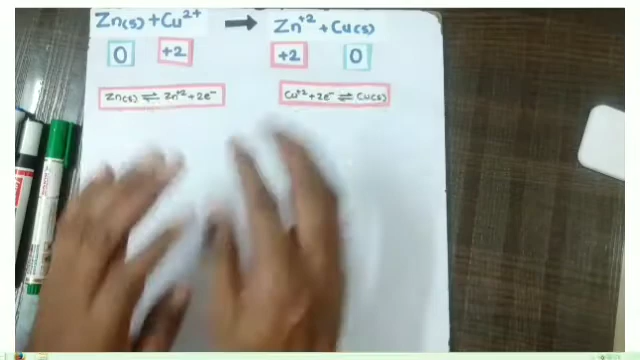 Zn(s) + Cu²⁺ → Zn⁺² + Cu(s)
0 +2 +2 0
Zn(s) ⇌ Zn⁺² + 2e⁻ Cu⁺² + 2e⁻ ⇌ Cu(s)